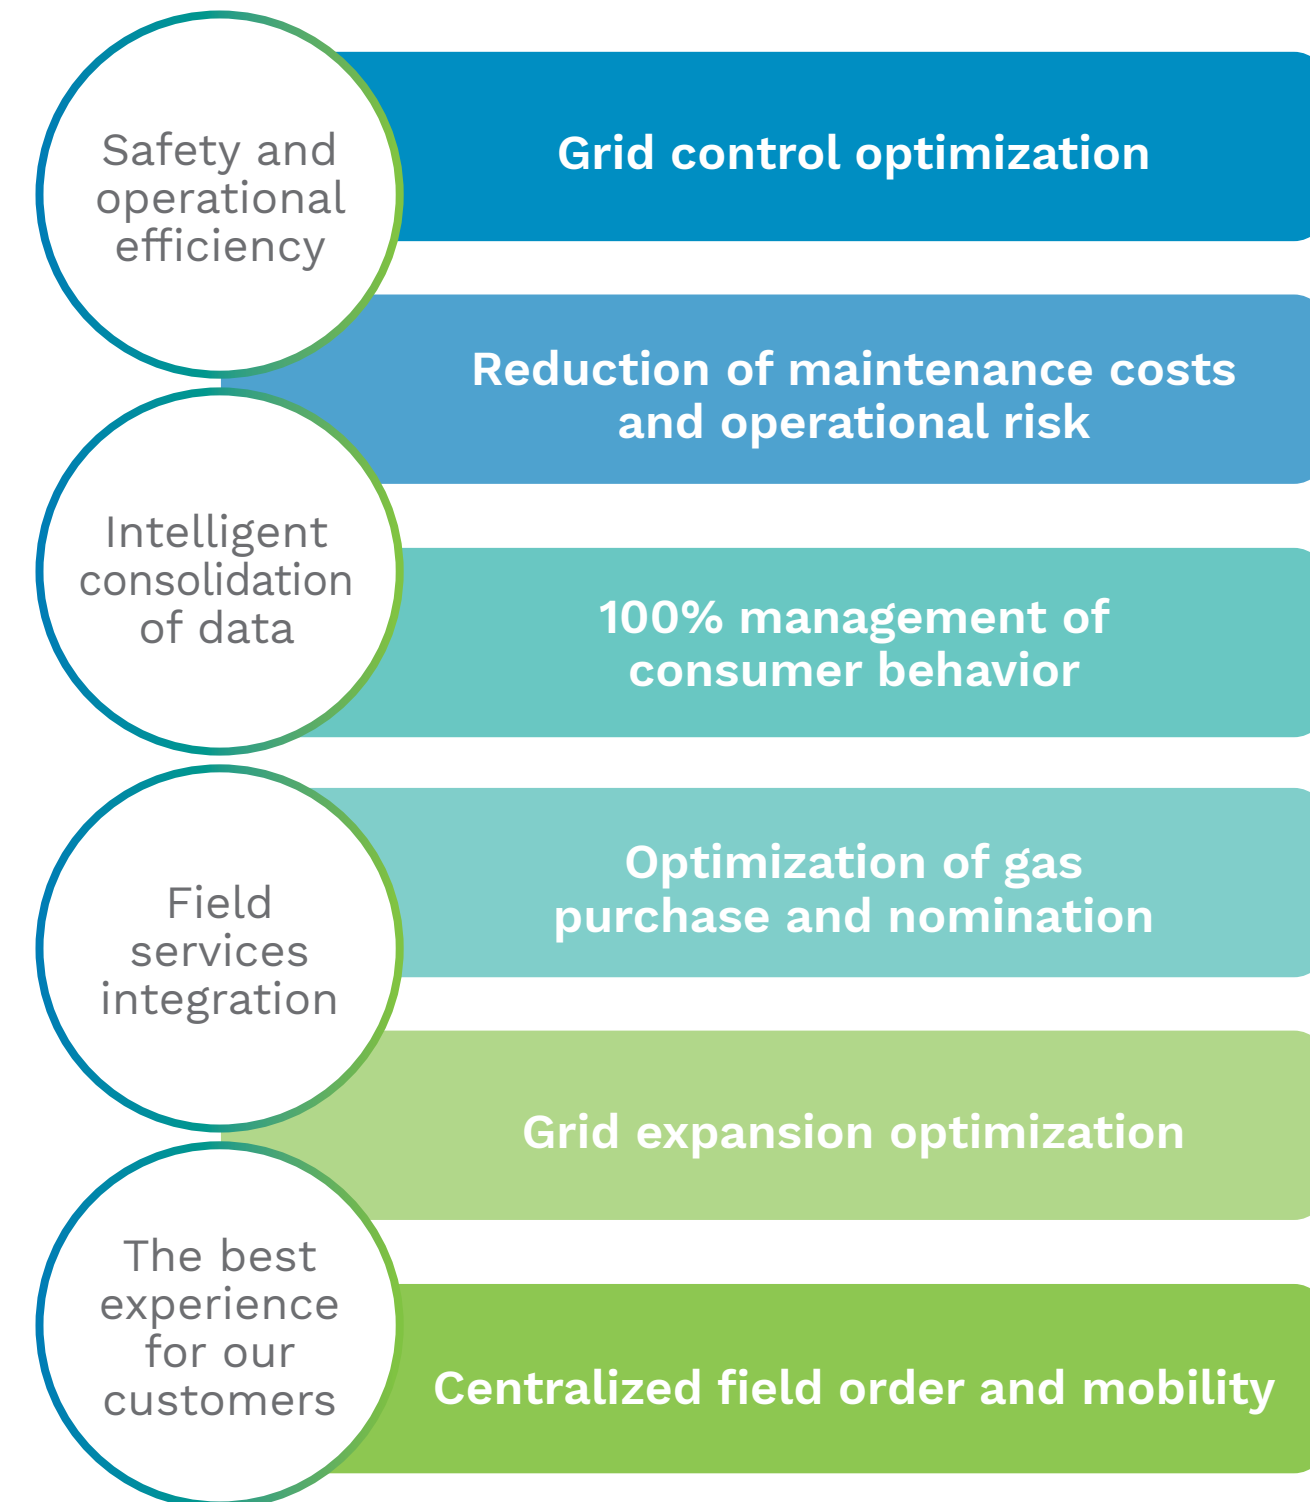 Safety and
operational
efficiency
Grid control optimization
Reduction of maintenance costs
and operational risk
Intelligent
consolidation
of data
100% management of
consumer behavior
Optimization of gas
purchase and nomination
Field
services
integration
Grid expansion optimization
The best
experience
for our
customers
Centralized field order and mobility